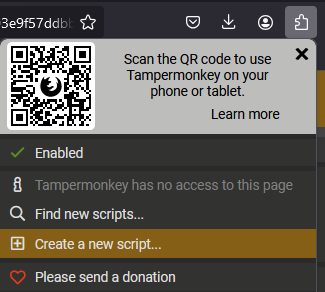 3e9f57ddb
Scan the QR code to use
Tampermonkey on your
phone or tablet.
Learn more
Enabled
Tampermonkey has no access to this page
Find new scripts...
Create a new script...
Please send a donation